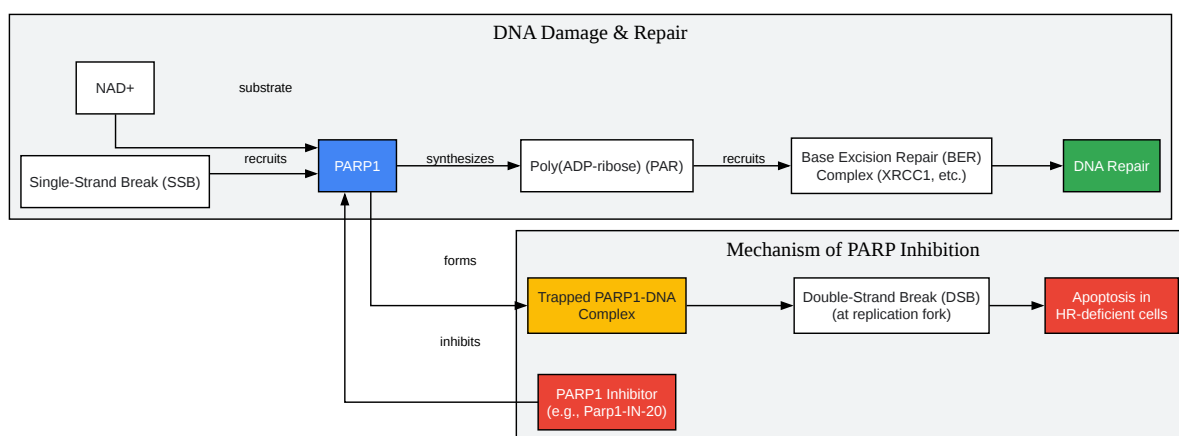 DNA Damage & Repair
NAD+
substrate
Single-Strand Break (SSB)
recruits
PARP1
synthesizes
Poly(ADP-ribose) (PAR)
recruits
Base Excision Repair (BER)
Complex (XRCC1, etc.)
DNA Repair
Mechanism of PARP Inhibition
forms
Trapped PARP1-DNA
Complex
Double-Strand Break (DSB)
(at replication fork)
Apoptosis in
HR-deficient cells
inhibits
PARP1 Inhibitor
(e.g., Parp1-IN-20)